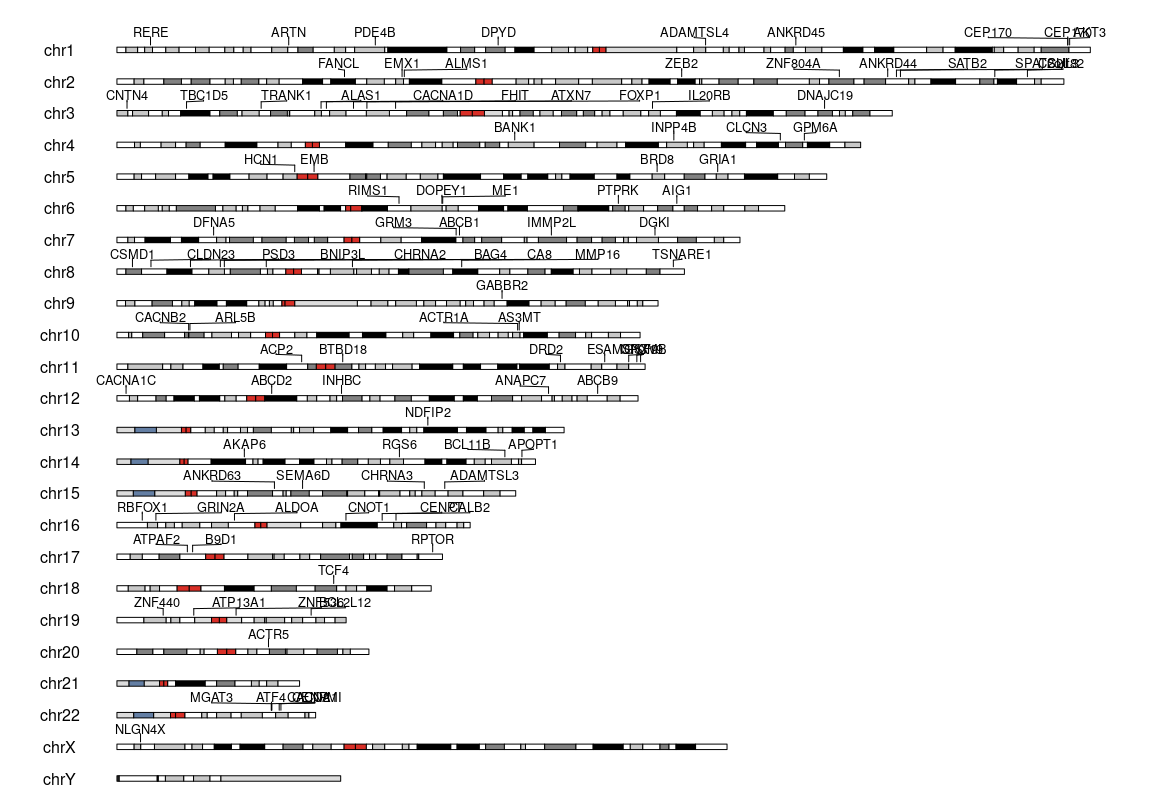 RERE ARTN PDE4B DPYD ADAMTSL4 ANKRD45 CEP170 AKT3
chr1
FANCL EMX1 ALMS1 ZEB2 ZNF804A ANKRD44 SATB2
chr2
CNTN4 TBC1D5 TRANK1 ALAS1 CACNA1D FHIT ATXN7 FOXP1 IL20RB DNAJC19
chr3
BANK1 INPP4B CLCN3 GPM6A
chr4
HCN1 EMB BRD8 GRIA1
chr5
RIMS1 DOPEY1 ME1 PTPRK AIG1
chr6
DFNA5 GRM3 ABCB1 IMMP2L DGKI
chr7
CSMD1 CLDN23 PSD3 BNIP3L CHRNA2 BAG4 CA8 MMP16 TSNARE1
chr8
GABBR2
chr9
CACNB2 ARL5B ACTR1A AS3MT
chr10
ACP2 BTBD18 DRD2 ESAM
chr11
CACNA1C ABCD2 INHBC ANAPC7 ABCB9
chr12
NDFIP2
chr13
AKAP6 RGS6 BCL11B APOPT1
chr14
ANKRD63 SEMA6D CHRNA3 ADAMTSL3
chr15
RBFOX1 GRIN2A ALDOA CNOT1 CENPT CALB2
chr16
ATPAF2 B9D1 RPTOR
chr17
TCF4
chr18
ZNF440 ATP13A1 ZNF536 BCL2L12
chr19
ACTR5
chr20
chr21
MGAT3 ATF4
chr22
NLGN4X
chrX
chrY